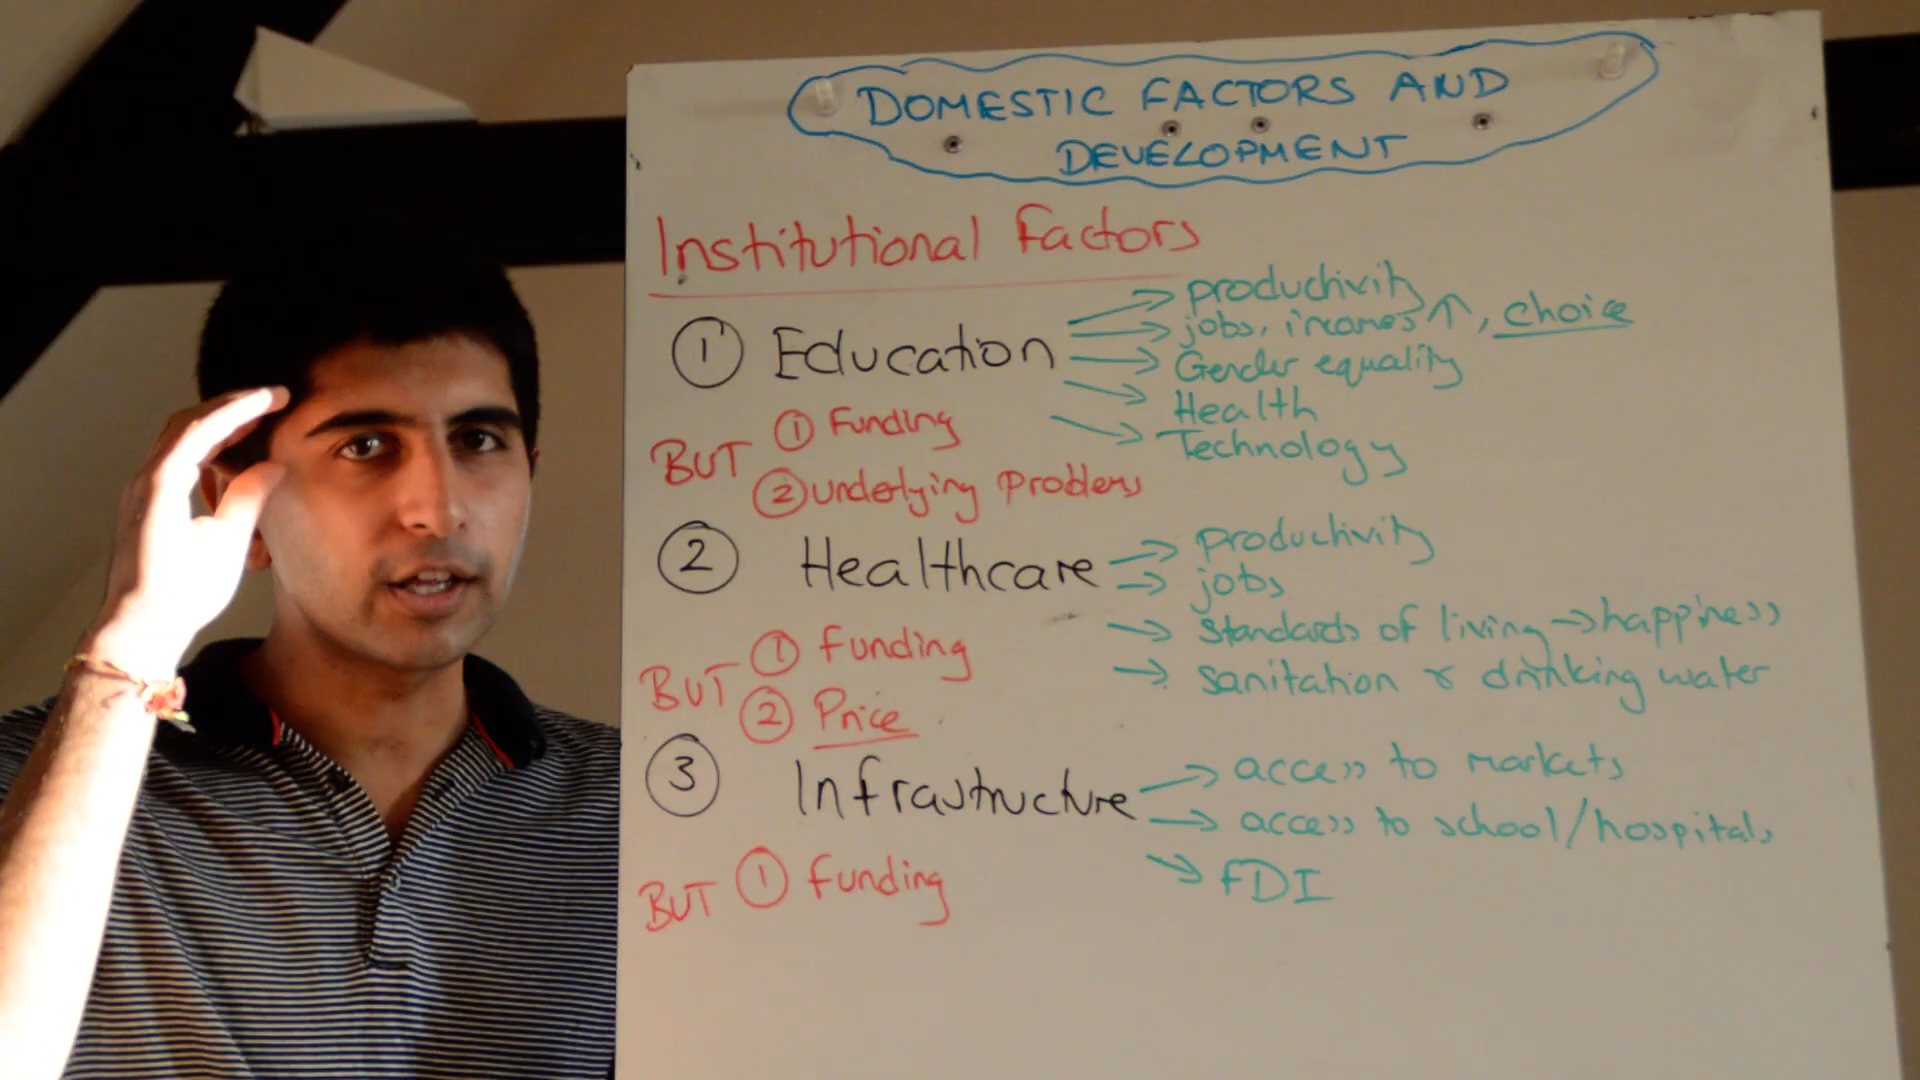 DOMESTIC FACTORS AND
DEVELOPMENT
Institutional Factors
① Education
→ productivity
→ jobs, incomes ↑, choice
→ Gender equality
→ Health
→ Technology
BUT ① Funding
② underlying problems
② Healthcare
→ productivity
→ jobs
→ standards of living → happiness
→ sanitation & drinking water
BUT ① Funding
② Price
③ Infrastructure
→ access to markets
→ access to school/hospitals
→ FDI
BUT ① Funding